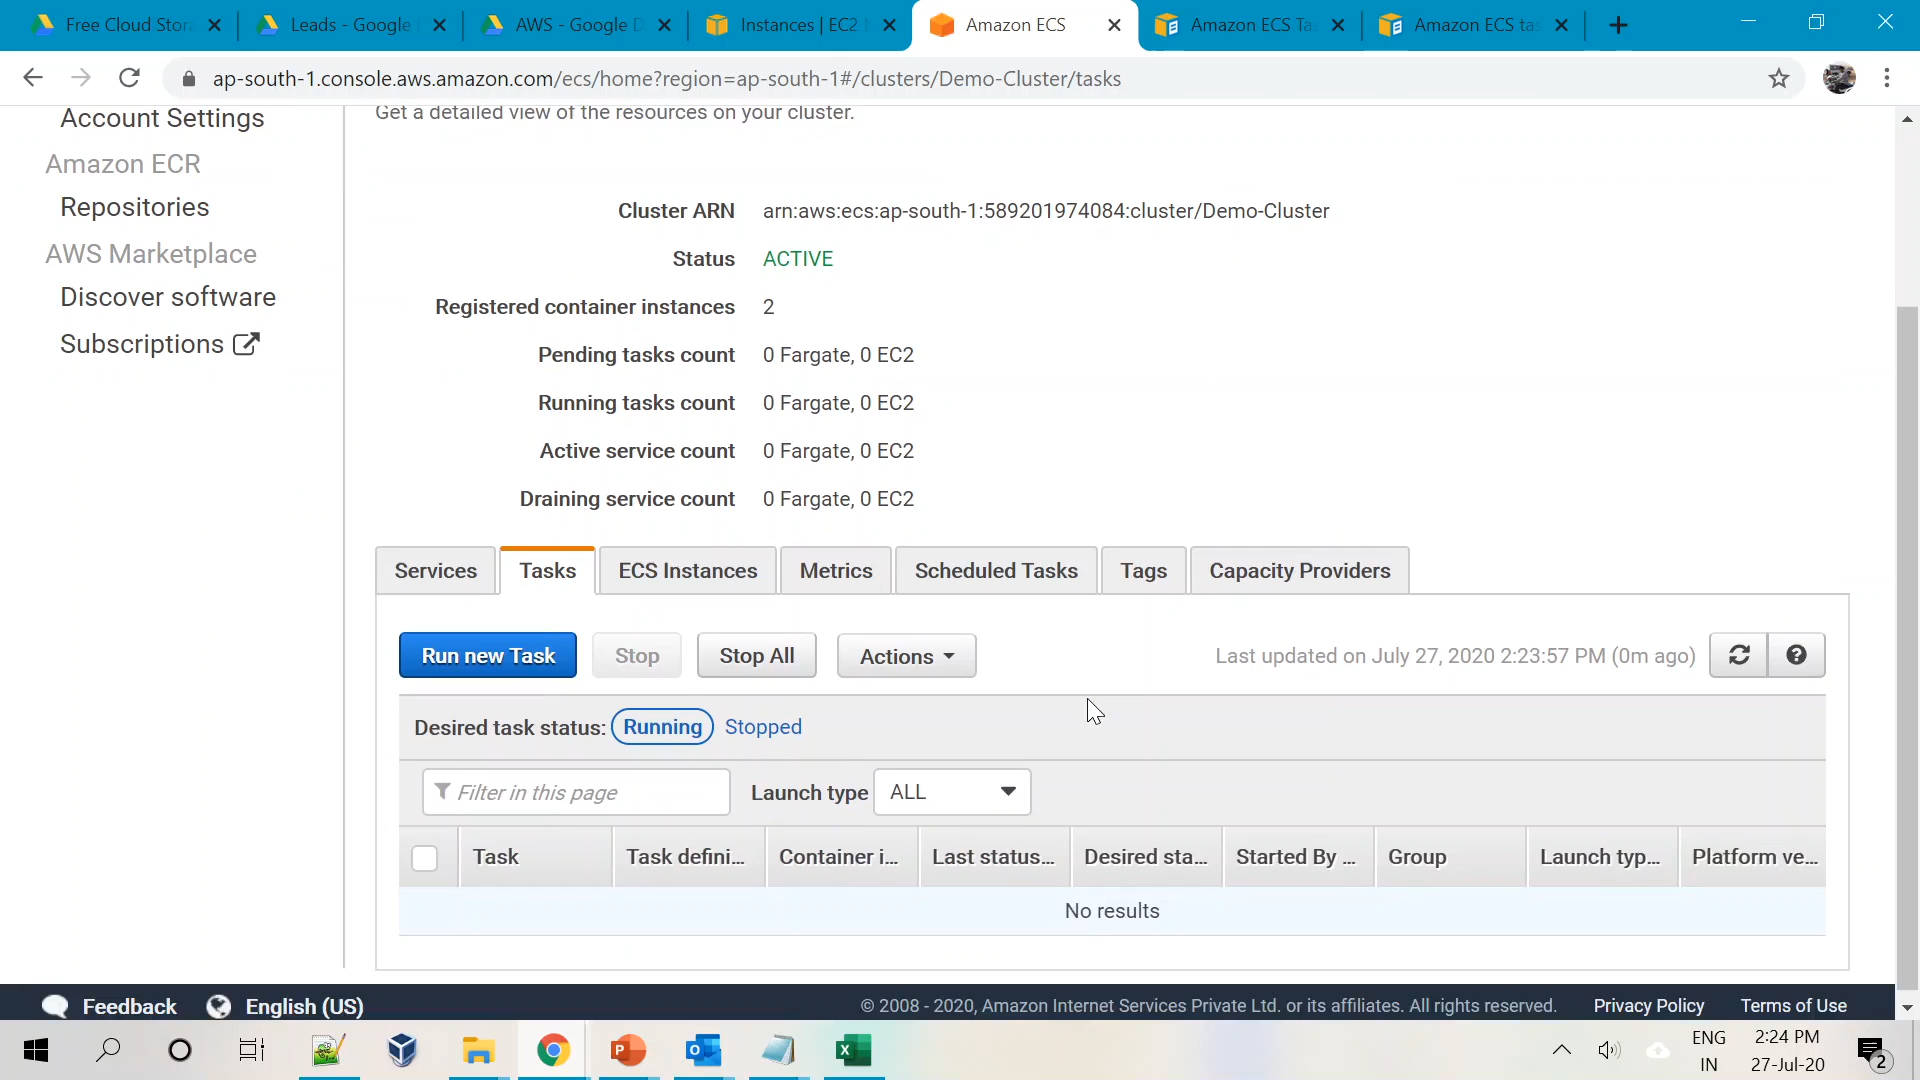 Free Cloud Stor
Leads - Google
AWS - Google D
Instances | EC2
Amazon ECS
Amazon ECS Ta
Amazon ECS tas
ap-south-1.console.aws.amazon.com/ecs/home?region=ap-south-1#/clusters/Demo-Cluster/tasks
Account Settings
Amazon ECR
Repositories
AWS Marketplace
Discover software
Subscriptions
Get a detailed view of the resources on your cluster.
Cluster ARN arn:aws:ecs:ap-south-1:589201974084:cluster/Demo-Cluster
Status ACTIVE
Registered container instances 2
Pending tasks count 0 Fargate, 0 EC2
Running tasks count 0 Fargate, 0 EC2
Active service count 0 Fargate, 0 EC2
Draining service count 0 Fargate, 0 EC2
Services Tasks ECS Instances Metrics Scheduled Tasks Tags Capacity Providers
Run new Task Stop Stop All Actions Last updated on July 27, 2020 2:23:57 PM (0m ago)
Desired task status: Running Stopped
Filter in this page Launch type ALL
Task Task defini... Container i... Last status... Desired sta... Started By ... Group Launch typ... Platform ve...
No results
Feedback English (US) © 2008 - 2020, Amazon Internet Services Private Ltd. or its affiliates. All rights reserved. Privacy Policy Terms of Use
ENG 2:24 PM
IN 27-Jul-20 2